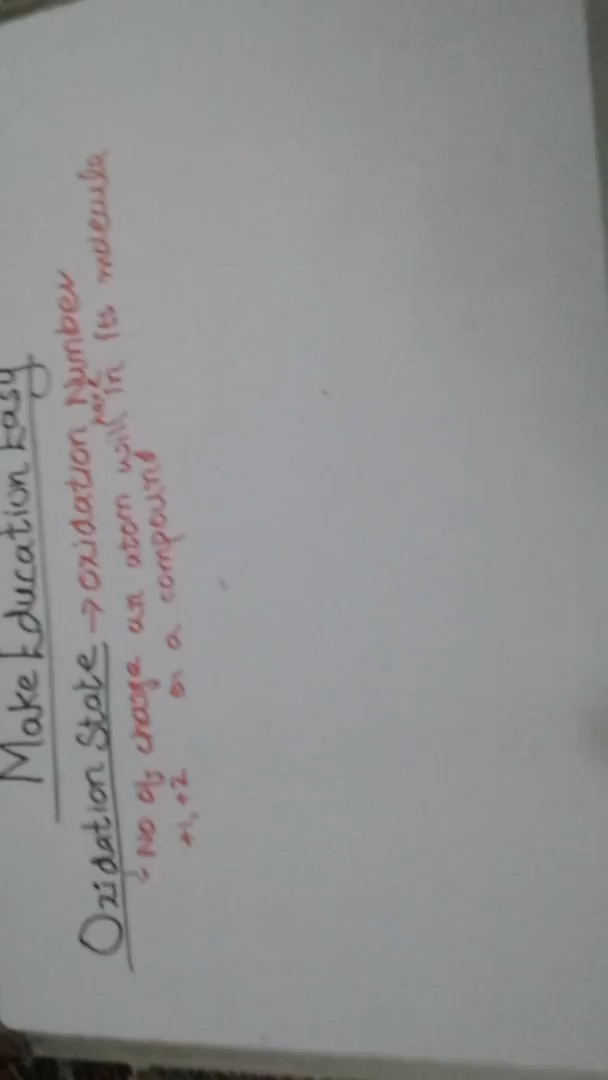 Make Education Easy
Oxidation State → oxidation Number
↳ No of charge an atom will have in its molecule
+1, +2 or a compound